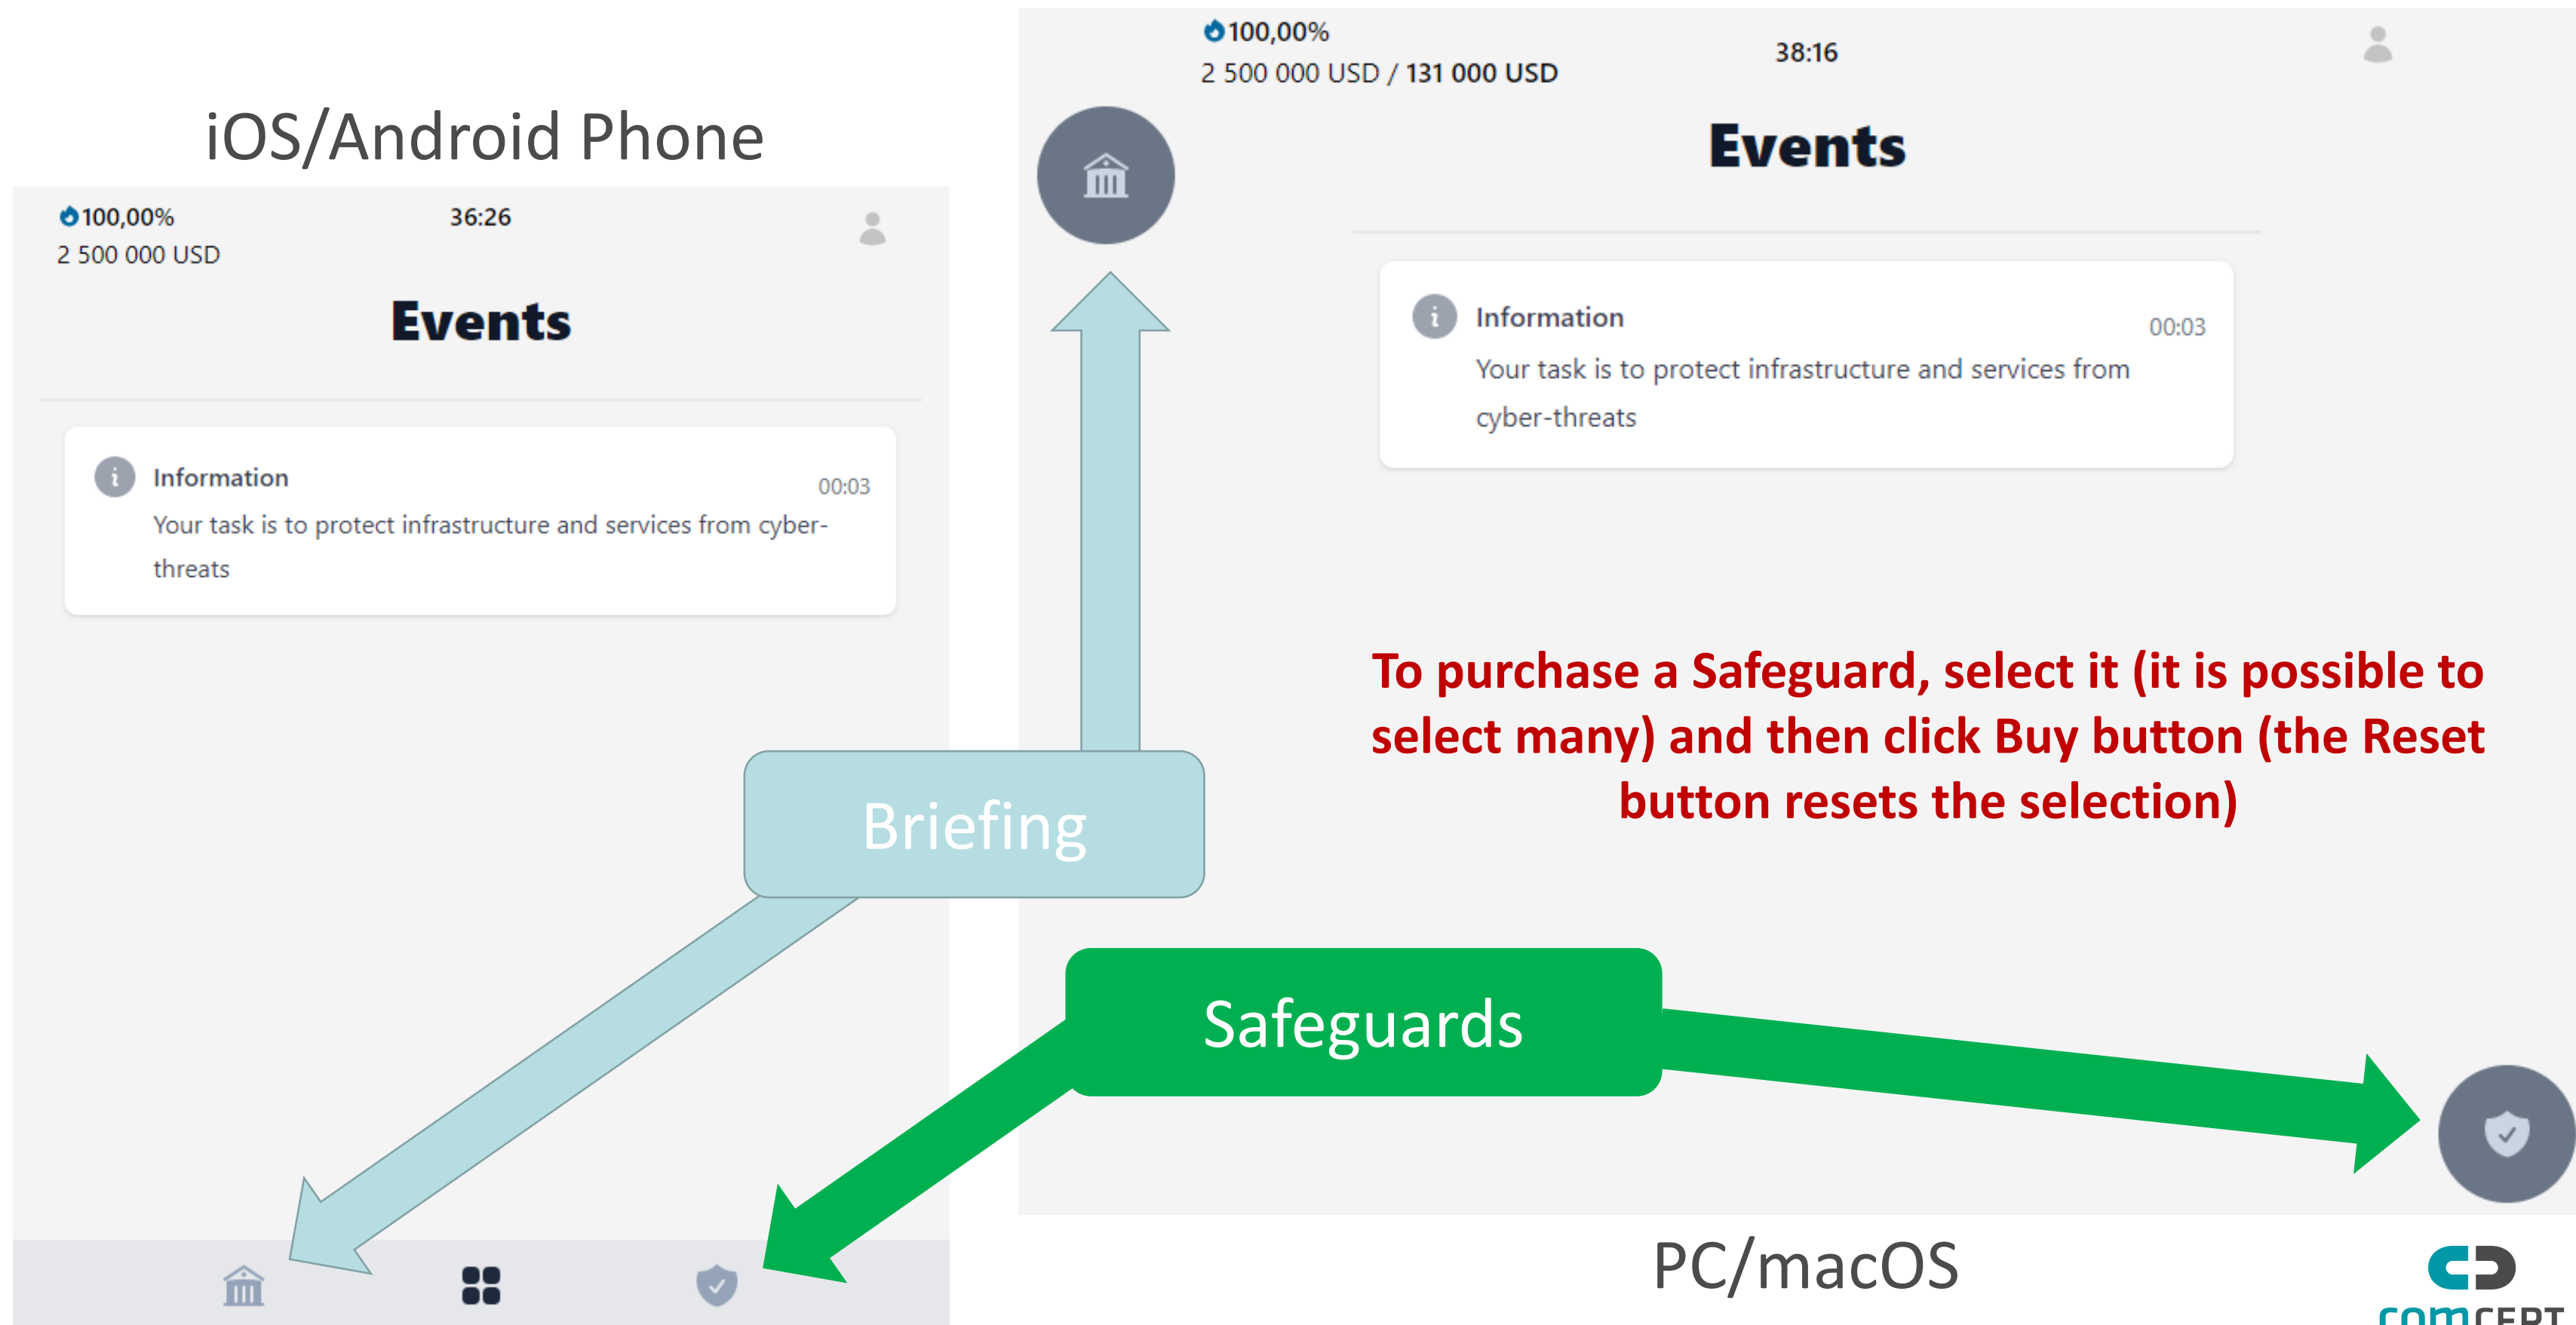 iOS/Android Phone
100,00%
36:26
2 500 000 USD
Events
Information
00:03
Your task is to protect infrastructure and services from cyber-
threats
100,00%
38:16
2 500 000 USD / 131 000 USD
Events
Information
00:03
Your task is to protect infrastructure and services from
cyber-threats
To purchase a Safeguard, select it (it is possible to
select many) and then click Buy button (the Reset
button resets the selection)
Briefing
Safeguards
PC/macOS
comCERT